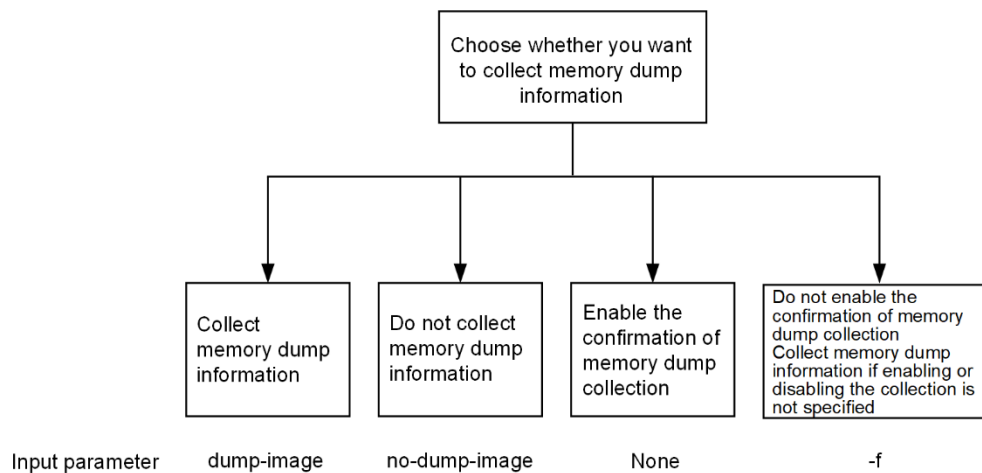 Choose whether you want
to collect memory dump
information
Collect
memory dump
information
Do not collect
memory dump
information
Enable the
confirmation of
memory dump
collection
Do not enable the
confirmation of memory
dump collection
Collect memory dump
information if enabling or
disabling the collection is
not specified
Input parameter dump-image no-dump-image None -f